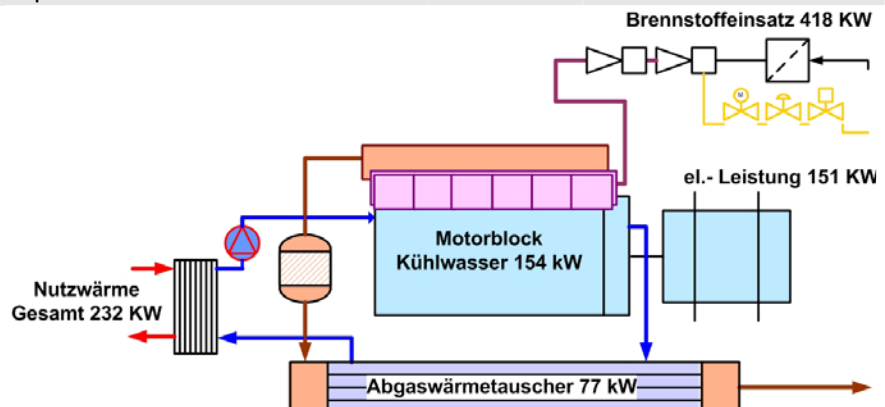 Brennstoffeinsatz 418 KW
M
el.- Leistung 151 KW
Motorblock
Kühlwasser 154 kW
Nutzwärme
Gesamt 232 KW
Abgaswärmetauscher 77 kW